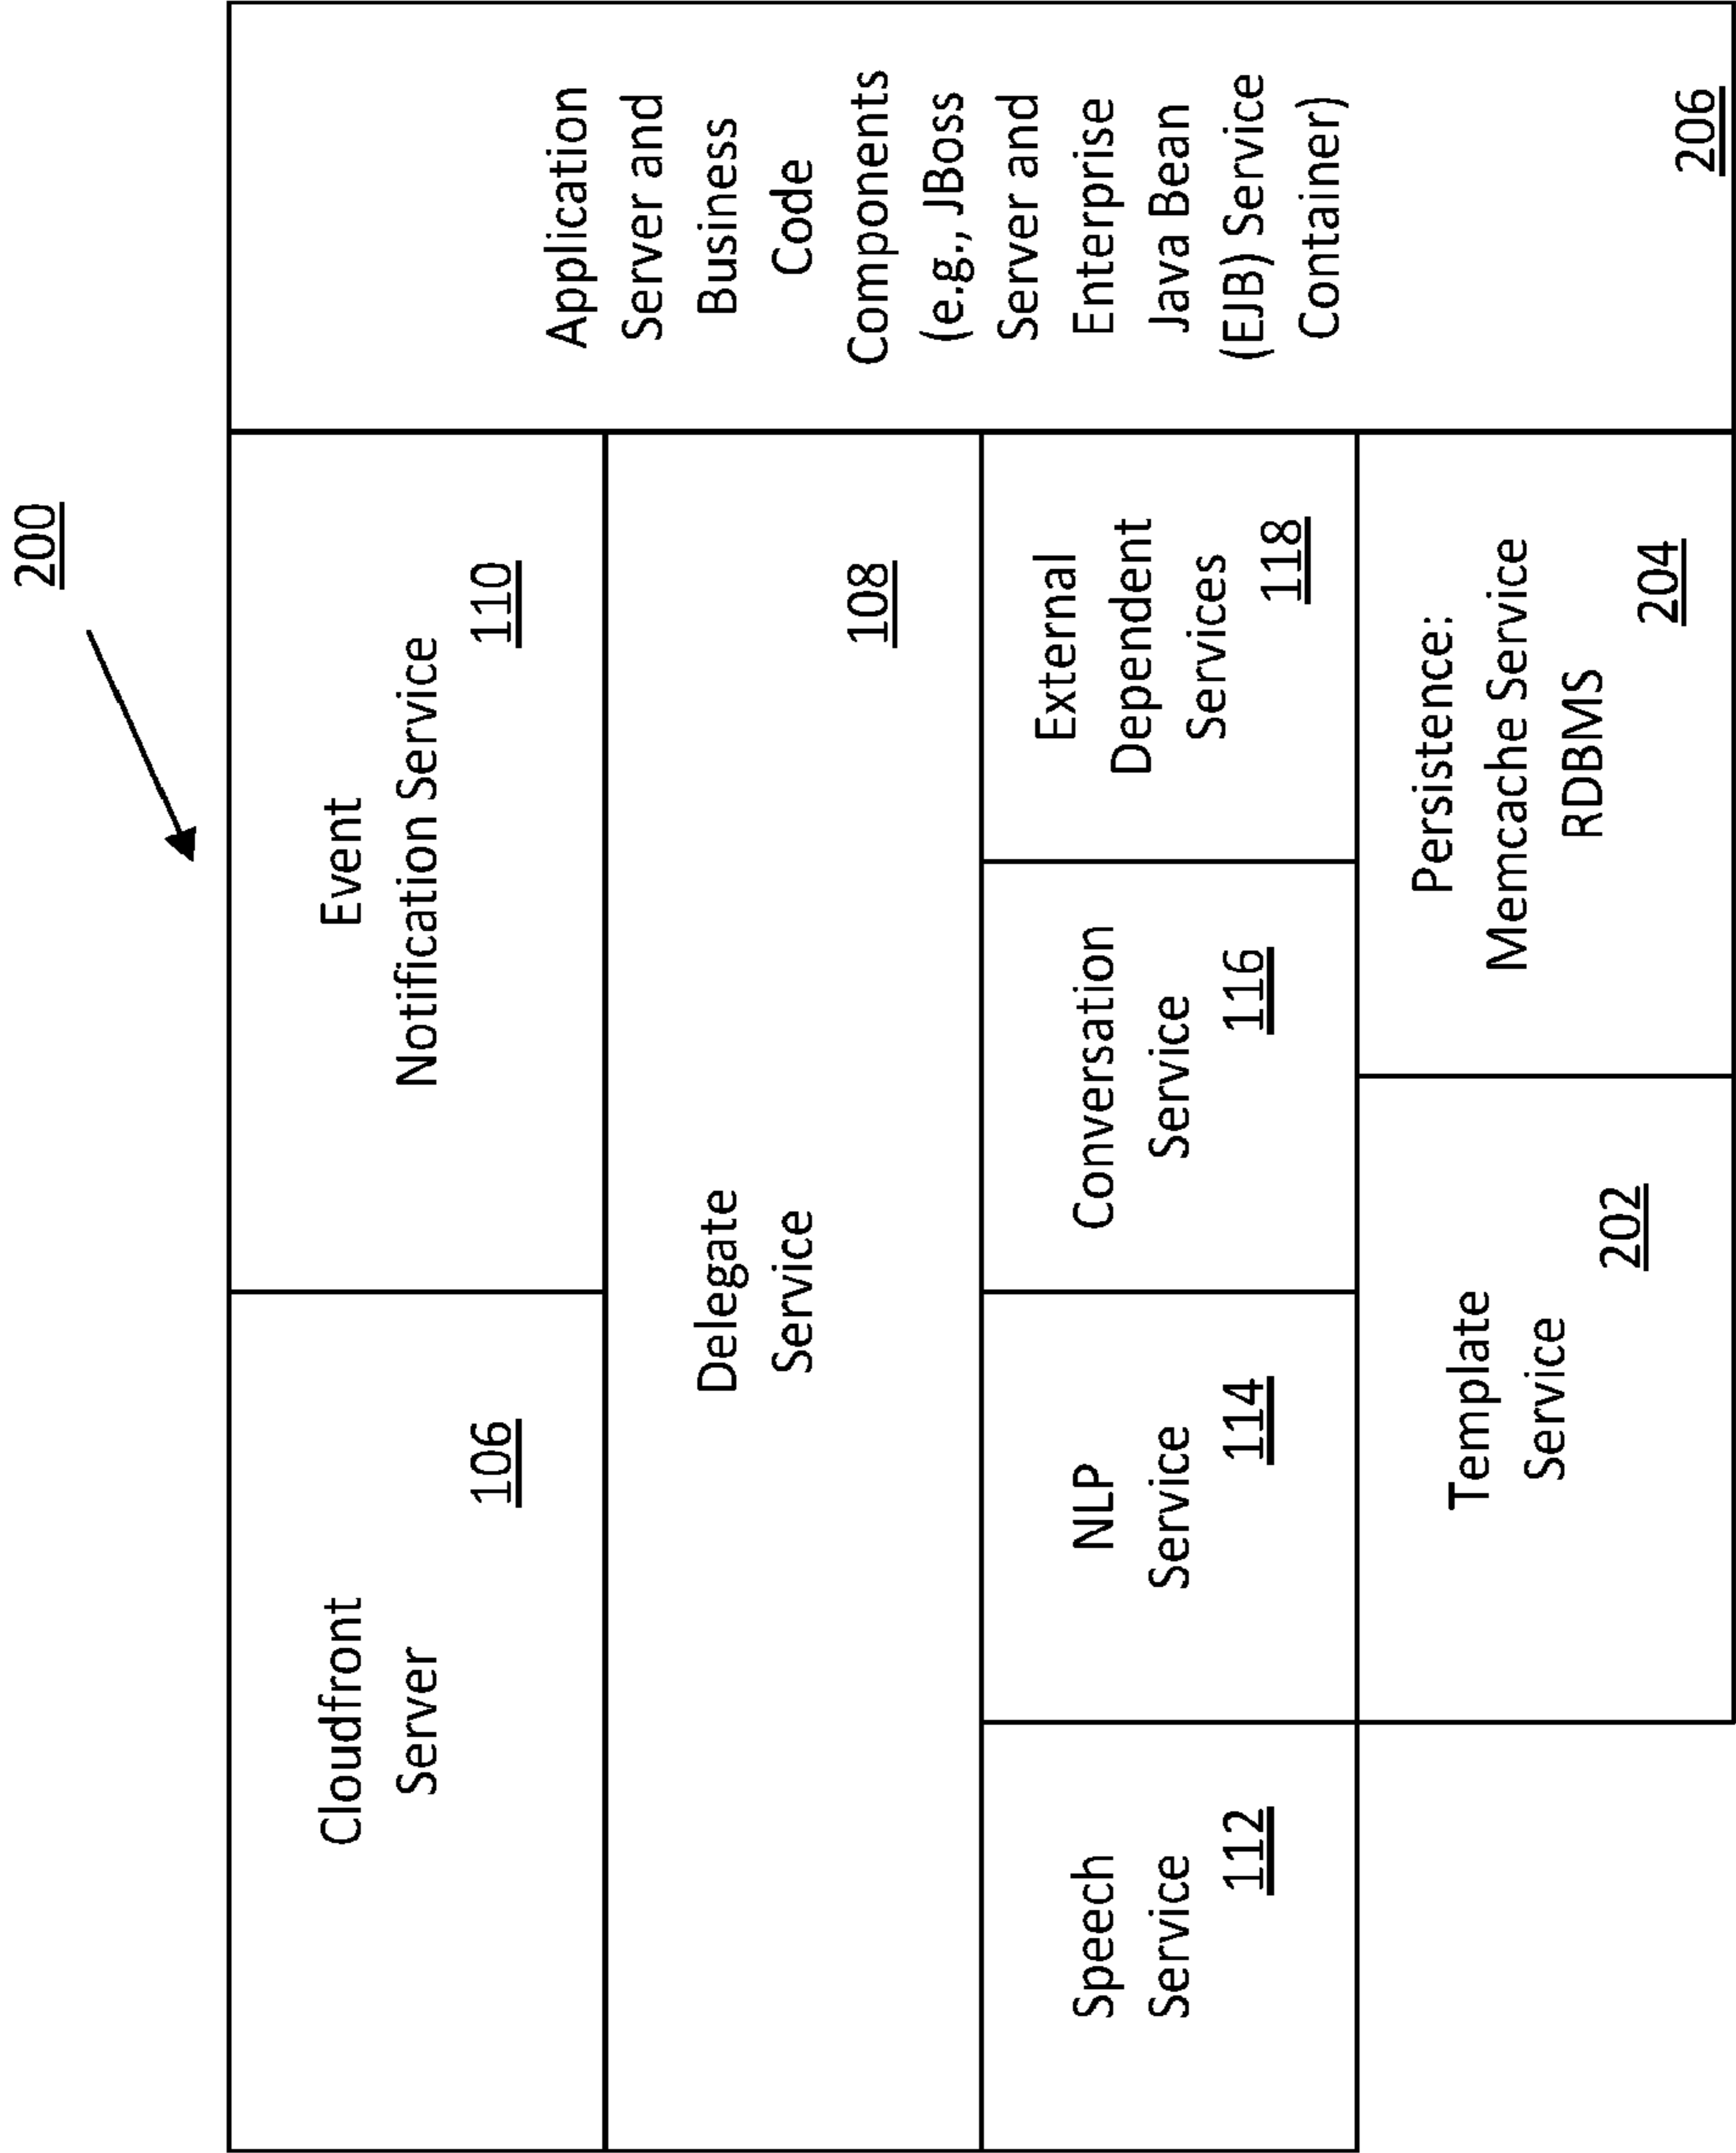 200
Cloudfront
Server
106
Event
Notification Service
110
Delegate
Service
108
Speech
Service
112
NLP
Service
114
Conversation
Service
116
External
Dependent
Services
118
Template
Service
202
Persistence:
Memcache Service
RDBMS
204
Application
Server and
Business
Code
Components
(e.g., JBoss
Server and
Enterprise
Java Bean
(EJB) Service
Container)
206